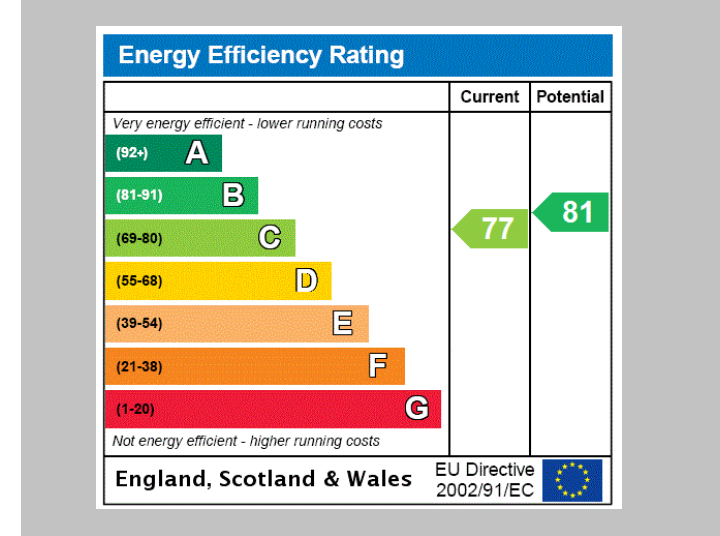 Energy Efficiency Rating
Current Potential
Very energy efficient - lower running costs
(92+) A
(81-91) B
81
(69-80) C
77
(55-68) D
(39-54) E
(21-38) F
(1-20) G
Not energy efficient - higher running costs
England, Scotland & Wales
EU Directive
2002/91/EC